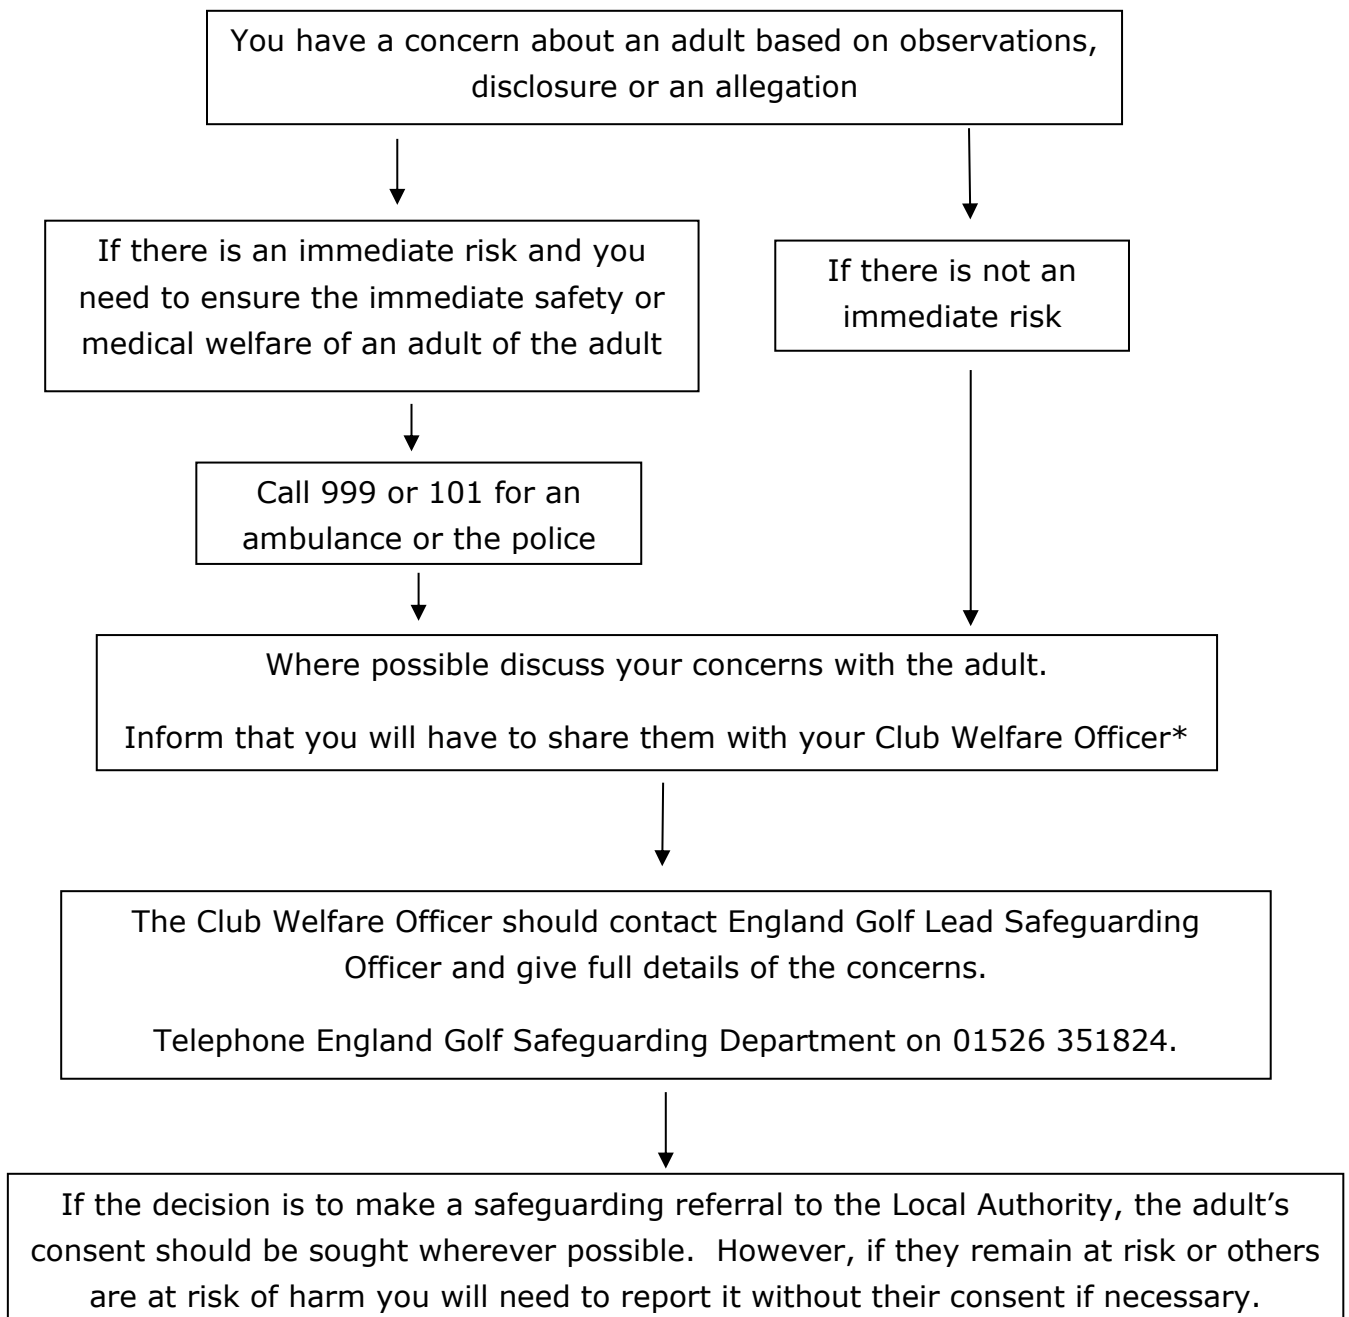 You have a concern about an adult based on observations,
disclosure or an allegation
If there is an immediate risk and you
need to ensure the immediate safety or
medical welfare of an adult of the adult
If there is not an
immediate risk
Call 999 or 101 for an
ambulance or the police
Where possible discuss your concerns with the adult.
Inform that you will have to share them with your Club Welfare Officer*
The Club Welfare Officer should contact England Golf Lead Safeguarding
Officer and give full details of the concerns.
Telephone England Golf Safeguarding Department on 01526 351824.
If the decision is to make a safeguarding referral to the Local Authority, the adult’s
consent should be sought wherever possible.  However, if they remain at risk or others
are at risk of harm you will need to report it without their consent if necessary.